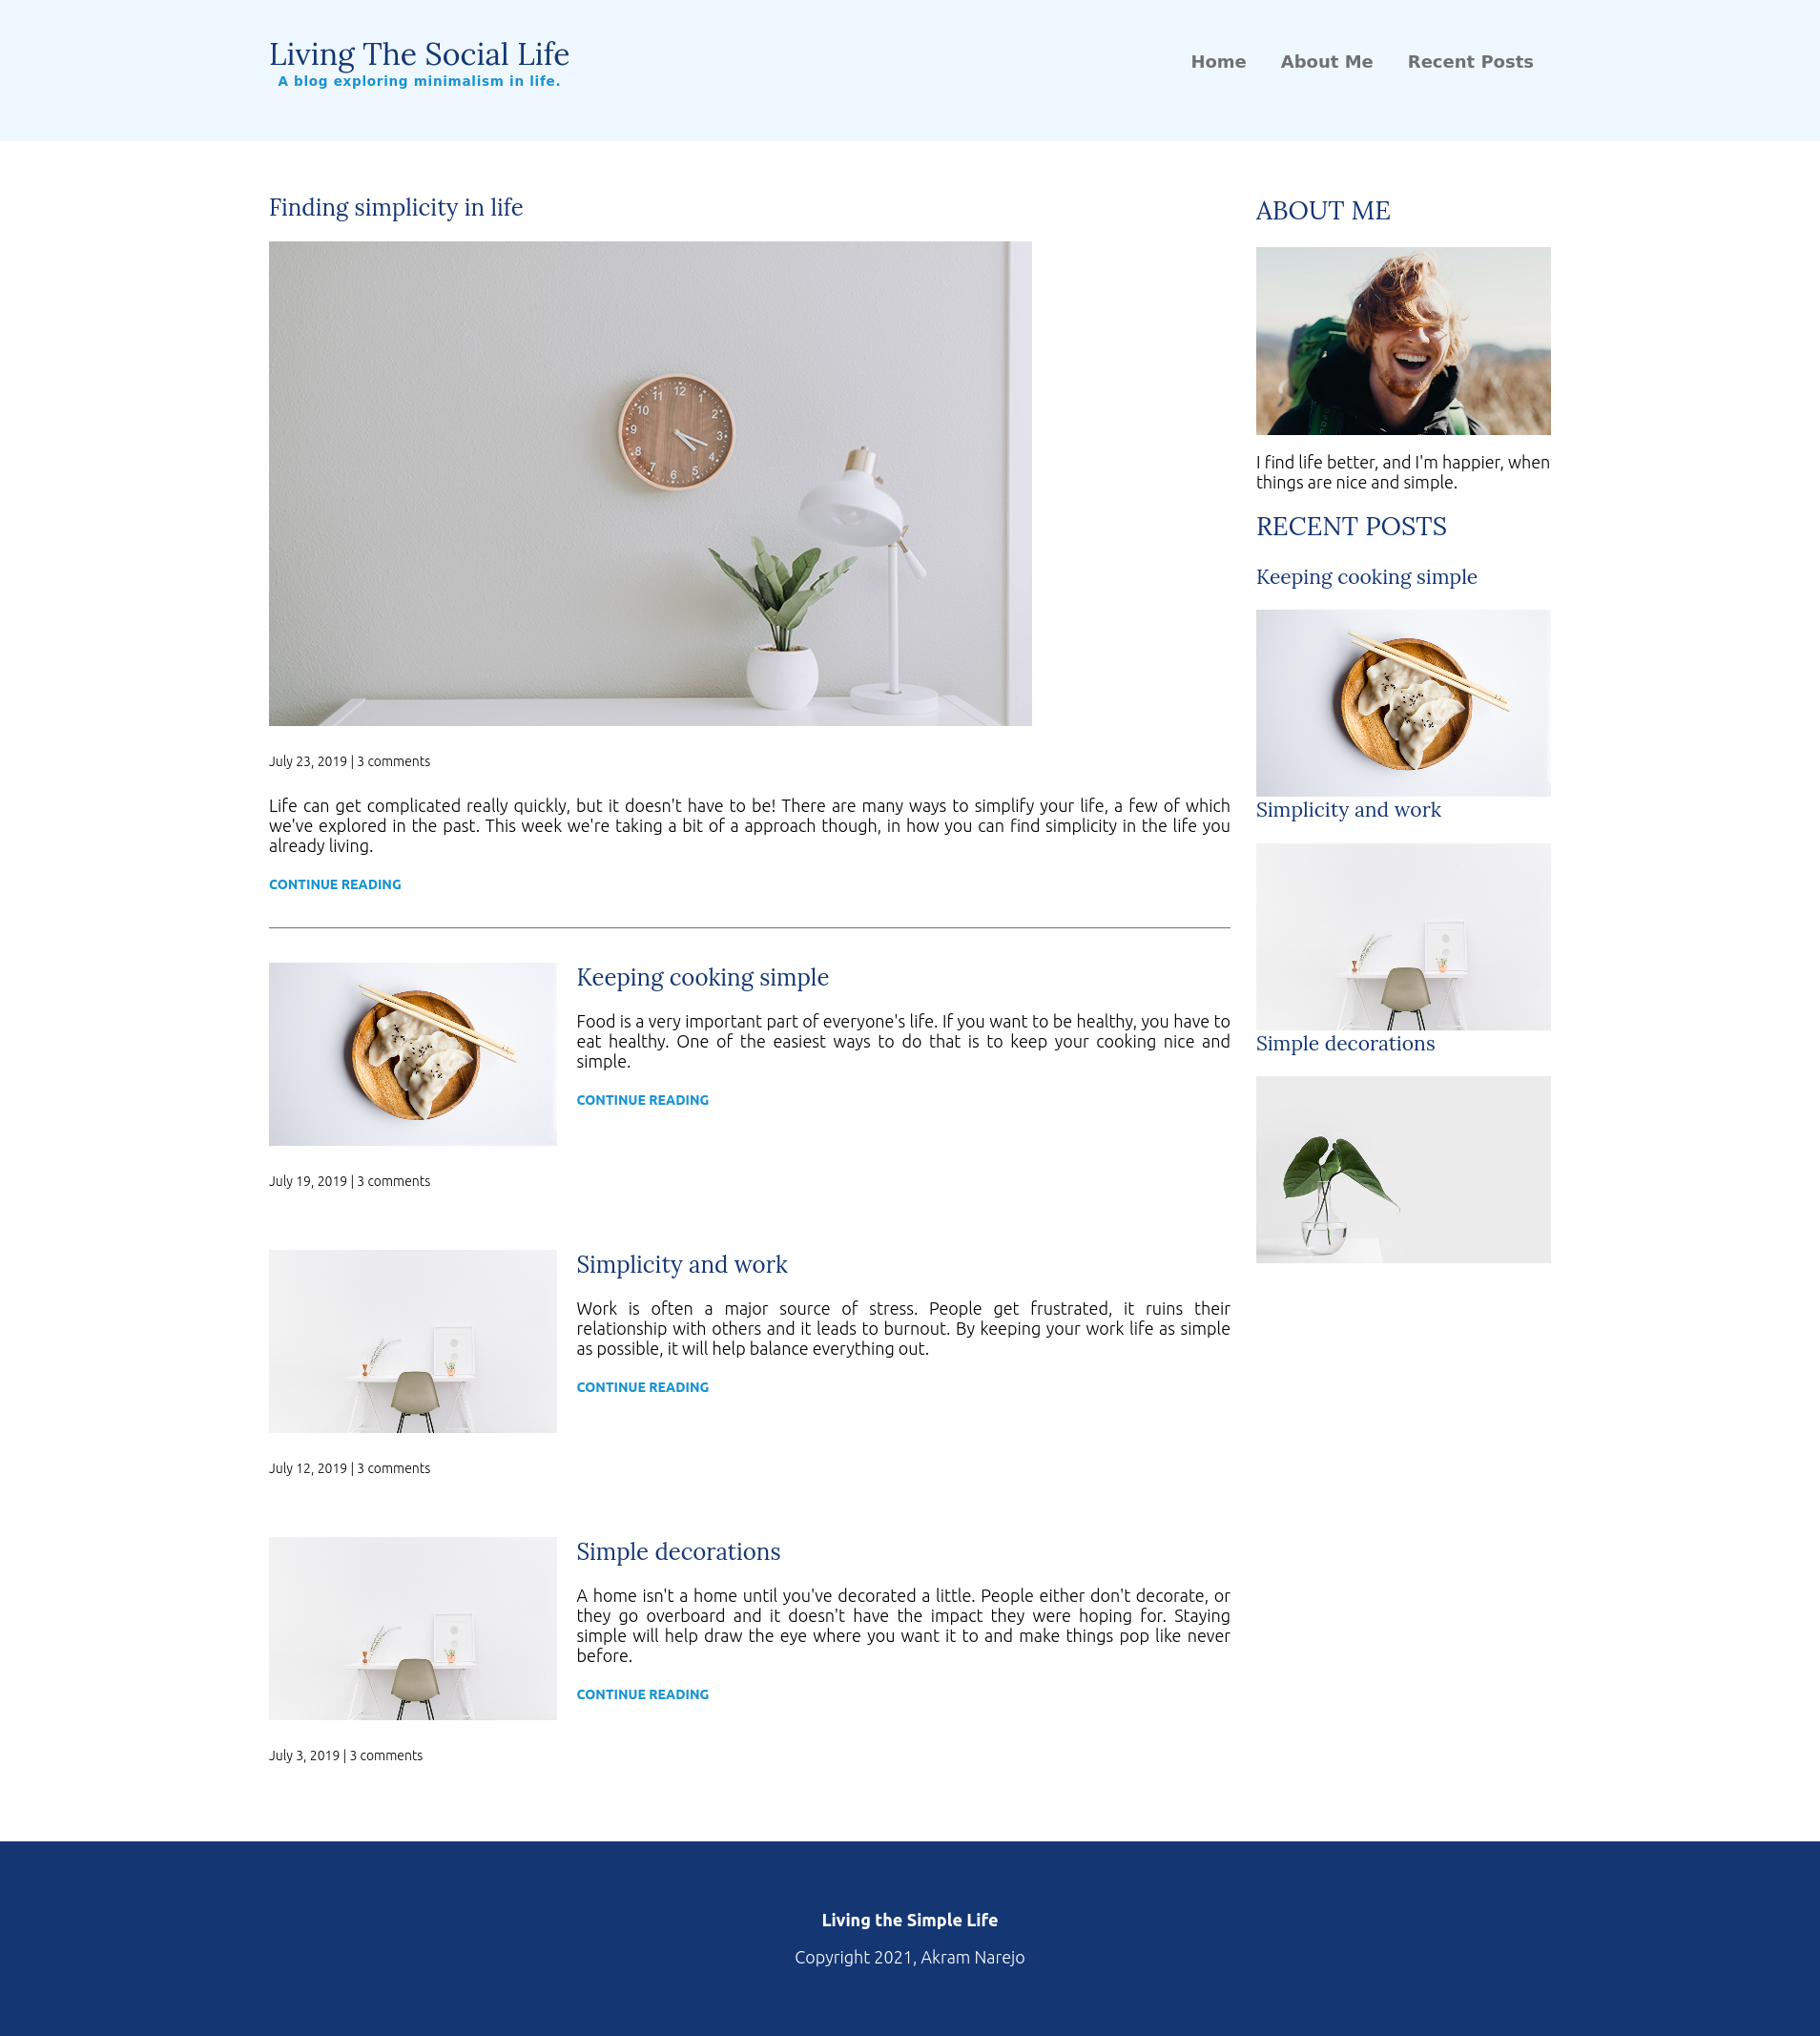 Living The Social Life
A blog exploring minimalism in life.
Home About Me Recent Posts
Finding simplicity in life
12
1
2
3
4
5
6
7
8
9
10
11
July 23, 2019 | 3 comments
Life can get complicated really quickly, but it doesn't have to be! There are many ways to simplify your life, a few of which
we've explored in the past. This week we're taking a bit of a approach though, in how you can find simplicity in the life you
already living.
CONTINUE READING
Keeping cooking simple
Food is a very important part of everyone's life. If you want to be healthy, you have to
eat healthy. One of the easiest ways to do that is to keep your cooking nice and
simple.
CONTINUE READING
July 19, 2019 | 3 comments
Simplicity and work
Work is often a major source of stress. People get frustrated, it ruins their
relationship with others and it leads to burnout. By keeping your work life as simple
as possible, it will help balance everything out.
CONTINUE READING
July 12, 2019 | 3 comments
Simple decorations
A home isn't a home until you've decorated a little. People either don't decorate, or
they go overboard and it doesn't have the impact they were hoping for. Staying
simple will help draw the eye where you want it to and make things pop like never
before.
CONTINUE READING
July 3, 2019 | 3 comments
ABOUT ME
I find life better, and I'm happier, when
things are nice and simple.
RECENT POSTS
Keeping cooking simple
Simplicity and work
Simple decorations
Living the Simple Life
Copyright 2021, Akram Narejo